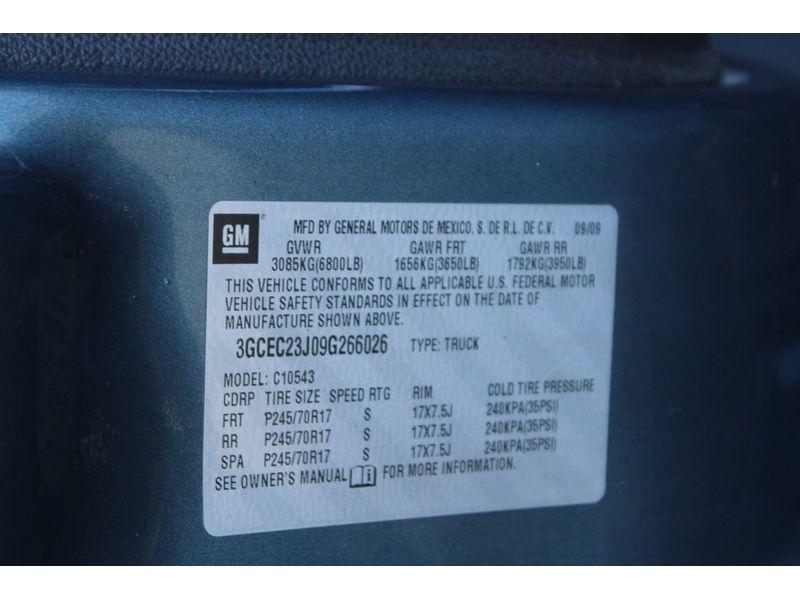 GM ® MFD BY GENERAL MOTORS DE MEXICO, S. DE R.L. DE C.V. 09/09
GVWR GAWR FRT GAWR RR
3085KG(6800LB) 1656KG(3650LB) 1792KG(3950LB)
THIS VEHICLE CONFORMS TO ALL APPLICABLE U.S. FEDERAL MOTOR
VEHICLE SAFETY STANDARDS IN EFFECT ON THE DATE OF
MANUFACTURE SHOWN ABOVE.
3GCEC23J09G266026 TYPE: TRUCK
MODEL: C10543
CDRP TIRE SIZE SPEED RTG RIM COLD TIRE PRESSURE
FRT P245/70R17 S 17X7.5J 240KPA(35PSI)
RR P245/70R17 S 17X7.5J 240KPA(35PSI)
SPA P245/70R17 S 17X7.5J 240KPA(35PSI)
SEE OWNER'S MANUAL i FOR MORE INFORMATION.